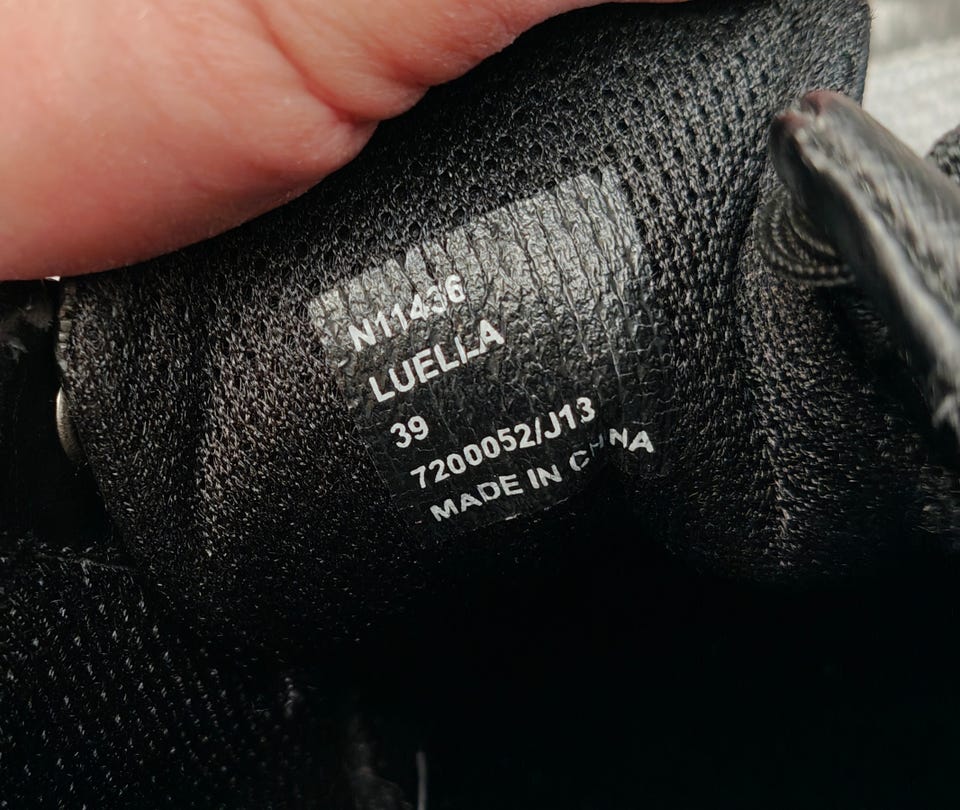 N11436
LUELLA
39
7200052/J13
MADE IN CHINA